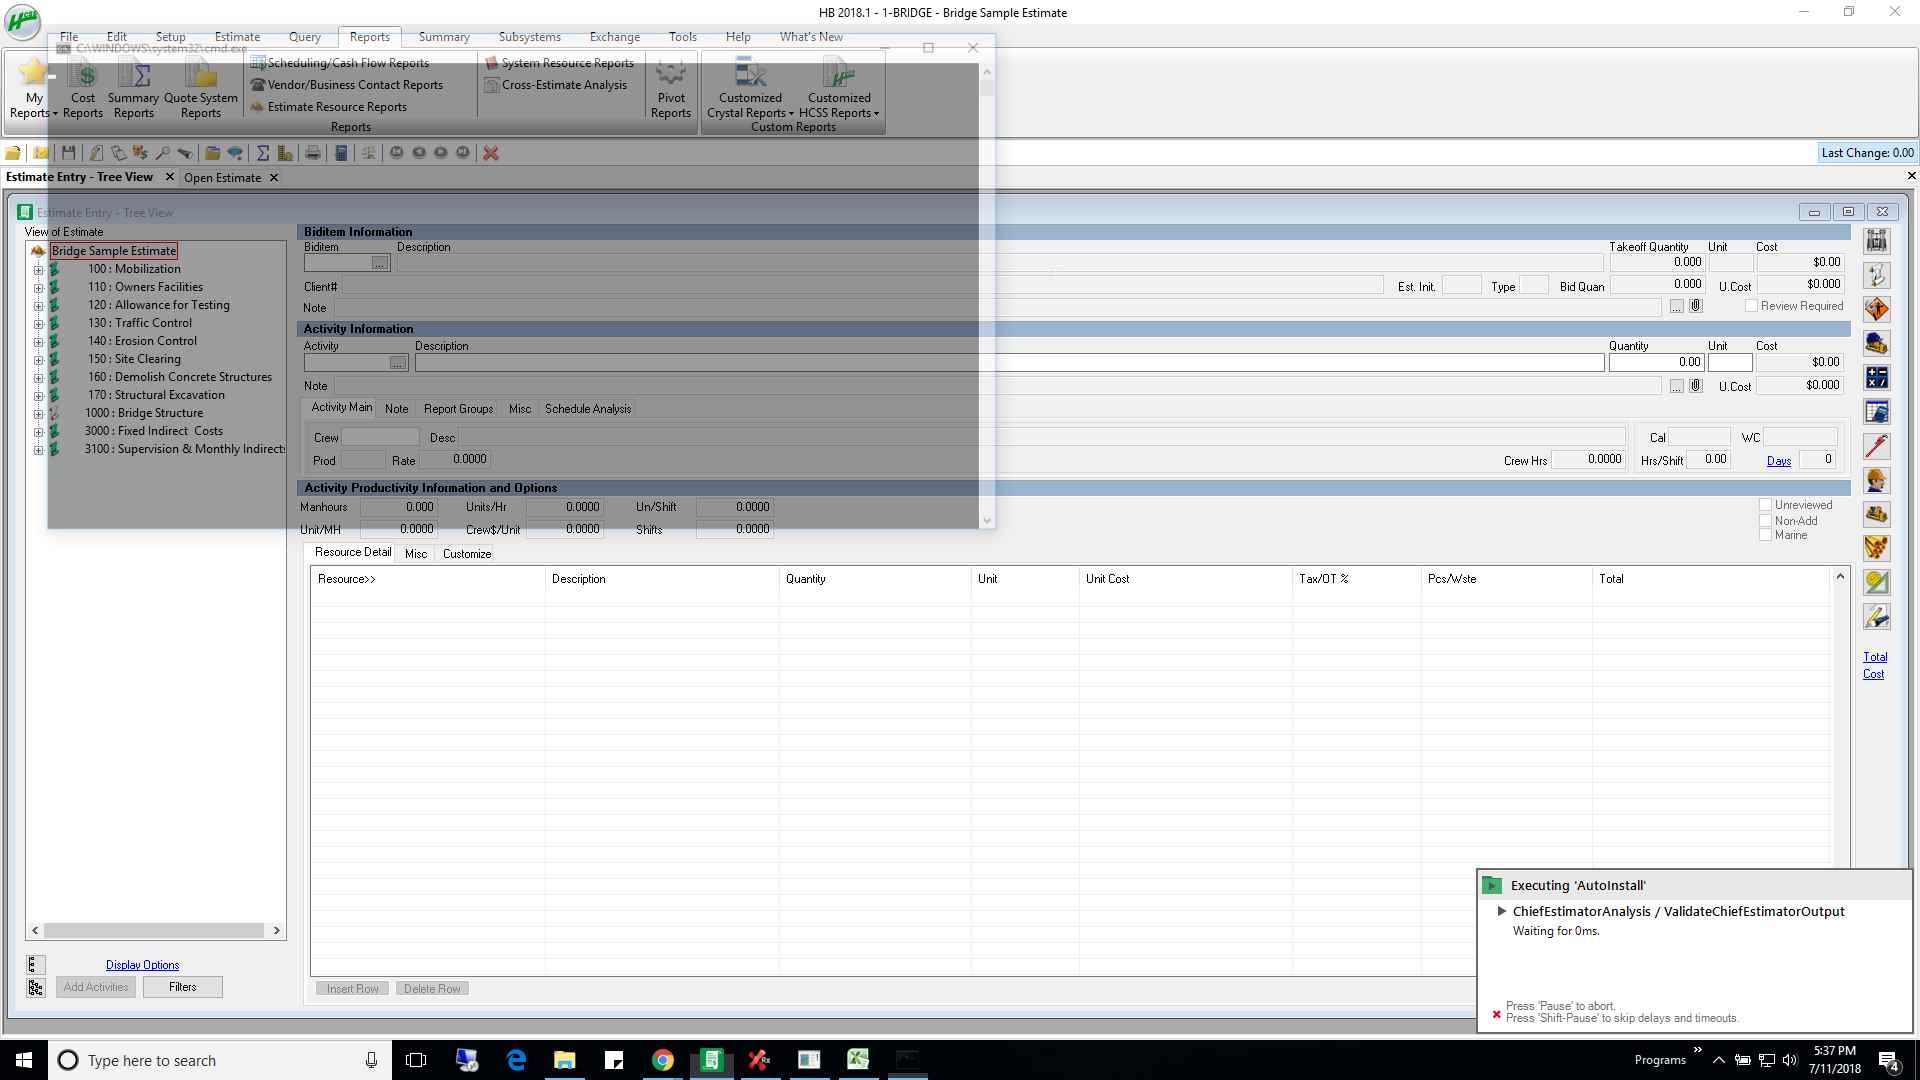 HB 2018.1 - 1-BRIDGE - Bridge Sample Estimate
File Edit Setup Estimate Query Reports Summary Subsystems Exchange Tools Help What's New
C:\WINDOWS\system32\cmd.exe
My Reports
Cost Reports
Summary Reports
Quote System Reports
Scheduling/Cash Flow Reports
Vendor/Business Contact Reports
Estimate Resource Reports
System Resource Reports
Cross-Estimate Analysis
Pivot Reports
Reports
Customized Crystal Reports
Customized HCSS Reports
Custom Reports
Last Change: 0.00
Estimate Entry - Tree View
Open Estimate
Estimate Entry - Tree View
View of Estimate
Bridge Sample Estimate
100 : Mobilization
110 : Owners Facilities
120 : Allowance for Testing
130 : Traffic Control
140 : Erosion Control
150 : Site Clearing
160 : Demolish Concrete Structures
170 : Structural Excavation
1000 : Bridge Structure
3000 : Fixed Indirect Costs
3100 : Supervision & Monthly Indirects
Display Options
Add Activities
Filters
Biditem Information
Biditem Description Takeoff Quantity Unit Cost
... 0.000 $0.00
Client# Est. Init. Type Bid Quan 0.000 U.Cost $0.000
Note ... Review Required
Activity Information
Activity Description Quantity Unit Cost
... 0.00 $0.00
Note ... U.Cost $0.000
Activity Main Note Report Groups Misc Schedule Analysis
Crew Desc Cal WC
Prod Rate 0.0000 Crew Hrs 0.0000 Hrs/Shift 0.00 Days 0
Activity Productivity Information and Options
Manhours 0.000 Units/Hr 0.0000 Un/Shift 0.0000
Unit/MH 0.0000 Crew$/Unit 0.0000 Shifts 0.0000
Unreviewed
Non-Add
Marine
Resource Detail Misc Customize
Resource>> Description Quantity Unit Unit Cost Tax/OT % Pcs/Wste Total
Insert Row Delete Row
Total
Cost
Executing 'AutoInstall'
ChiefEstimatorAnalysis / ValidateChiefEstimatorOutput
Waiting for 0ms.
Press 'Pause' to abort.
Press 'Shift-Pause' to skip delays and timeouts.
Type here to search
Programs
5:37 PM
7/11/2018
4